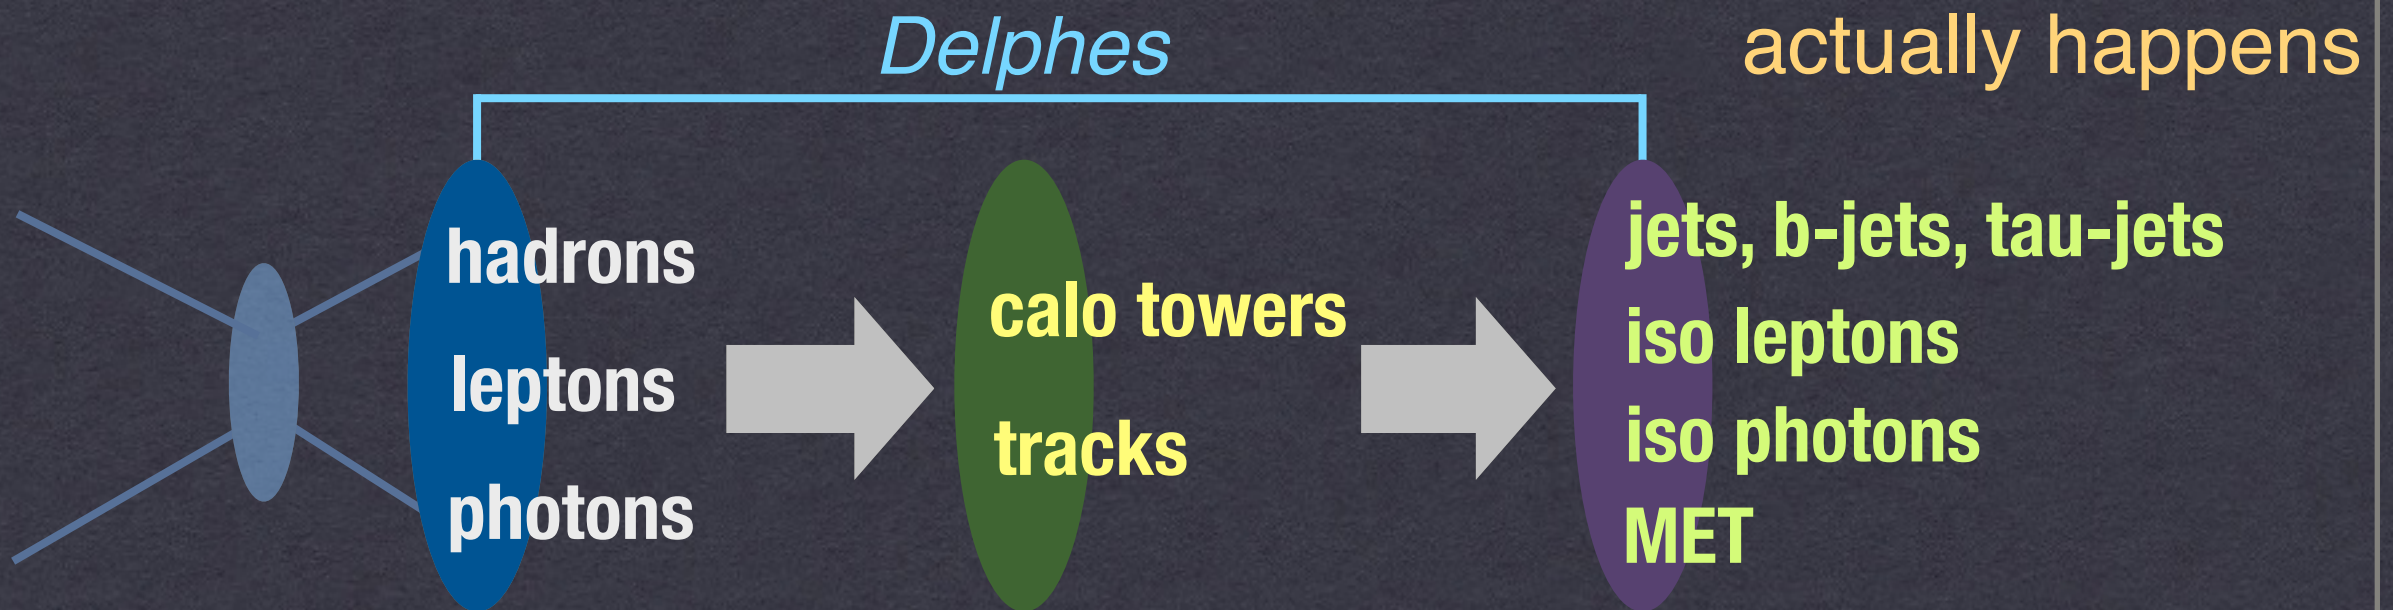 Delphes
actually happens
hadrons
leptons
photons
calo towers
tracks
jets, b-jets, tau-jets
iso leptons
iso photons
MET